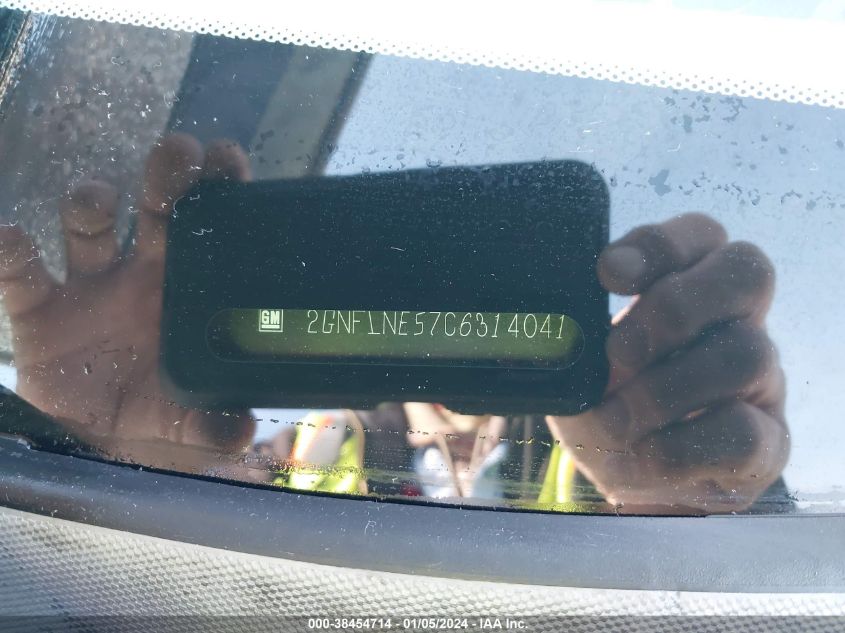 GM 2GNFLNE57C6314041
000-38454714 - 01/05/2024 - IAA Inc.